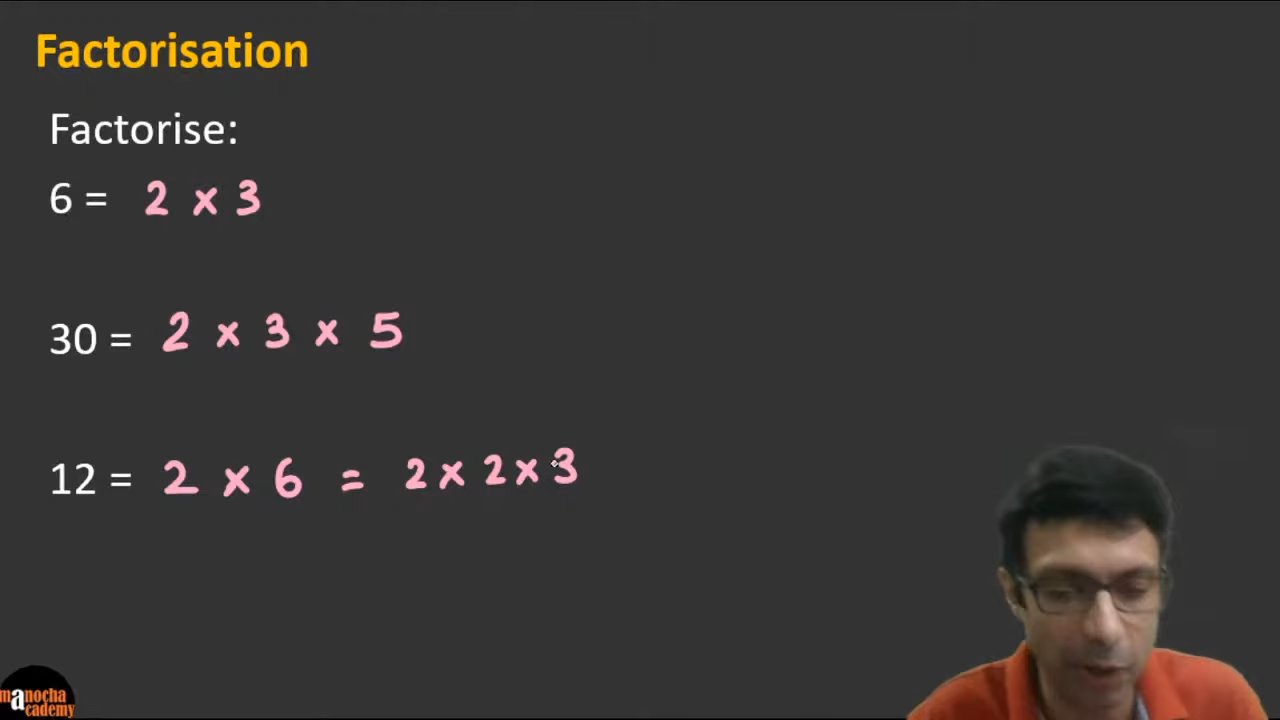 Factorisation
Factorise:
6 = 2 x 3
30 = 2 x 3 x 5
12 = 2 x 6 = 2 x 2 x 3
manocha
academy